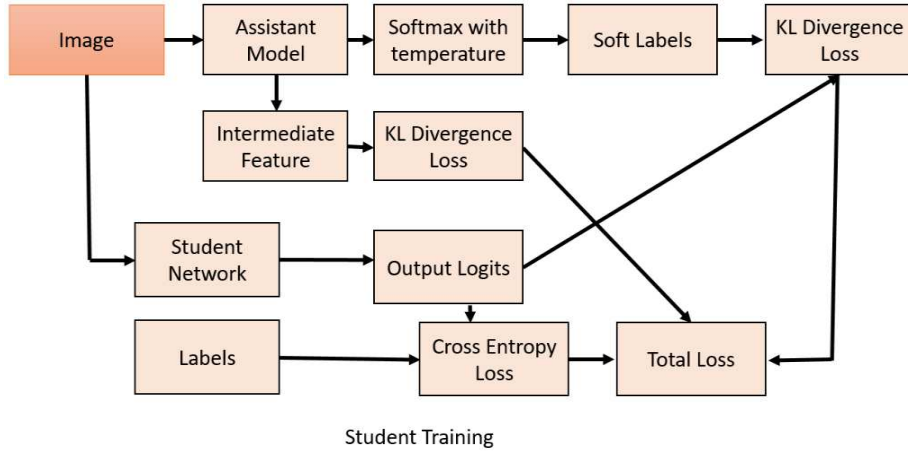 Image
Assistant
Model
Softmax with
temperature
Soft Labels
KL Divergence
Loss
Intermediate
Feature
KL Divergence
Loss
Student
Network
Output Logits
Labels
Cross Entropy
Loss
Total Loss
Student Training